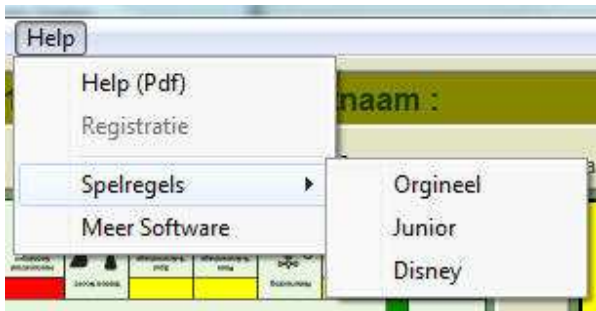 Help
Help (Pdf)
naam :
Registratie
Spelregels
Orgineel
Meer Software
Junior
Disney